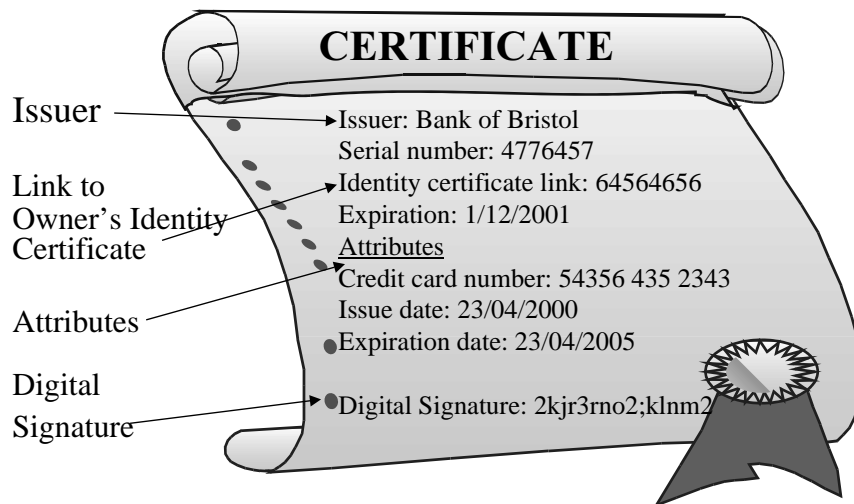 CERTIFICATE
Issuer
Issuer: Bank of Bristol
Serial number: 4776457
Link to
Owner's Identity
Certificate
Identity certificate link: 64564656
Expiration: 1/12/2001
Attributes
Attributes
Credit card number: 54356 435 2343
Issue date: 23/04/2000
Expiration date: 23/04/2005
Digital
Signature
Digital Signature: 2kjr3rno2;klnm2